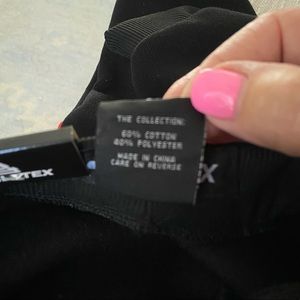 THE COLLECTION:
60% COTTON
40% POLYESTER
MADE IN CHINA
CARE ON REVERSE